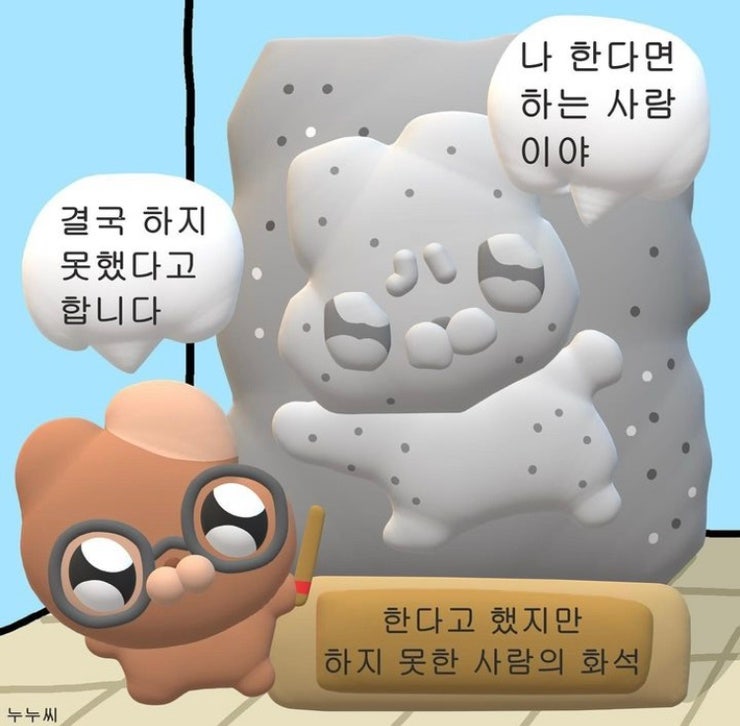 나 한다면
하는 사람
이야
결국 하지
못했다고
합니다
한다고 했지만
하지 못한 사람의 화석
누누씨